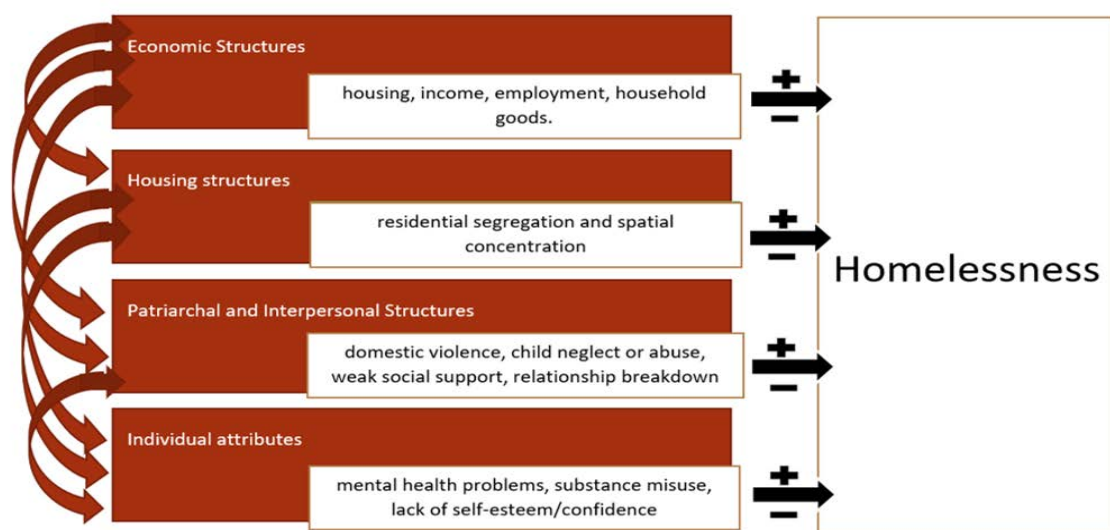 Economic Structures
housing, income, employment, household
goods.
Housing structures
residential segregation and spatial
concentration
Patriarchal and Interpersonal Structures
domestic violence, child neglect or abuse,
weak social support, relationship breakdown
Individual attributes
mental health problems, substance misuse,
lack of self-esteem/confidence
+
−
+
−
+
−
+
−
Homelessness